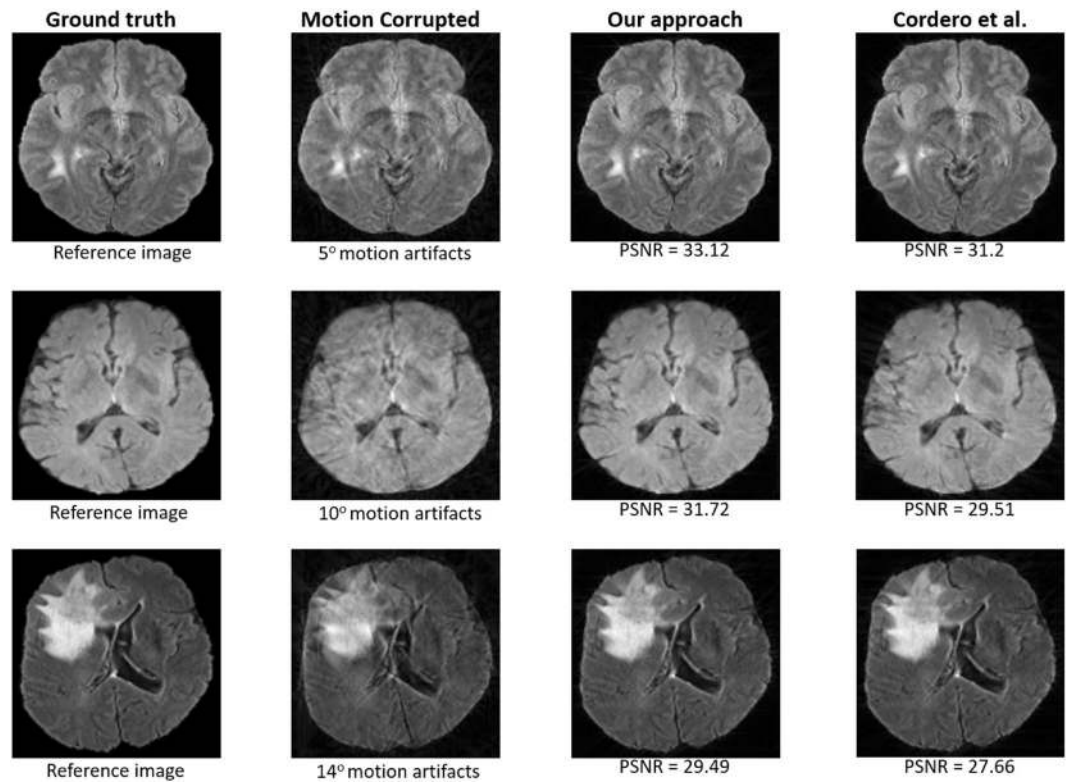 Ground truth Motion Corrupted Our approach Cordero et al.
Reference image 5° motion artifacts PSNR = 33.12 PSNR = 31.2
Reference image 10° motion artifacts PSNR = 31.72 PSNR = 29.51
Reference image 14° motion artifacts PSNR = 29.49 PSNR = 27.66